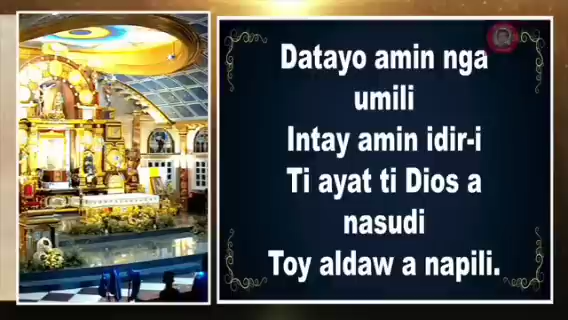 Datayo amin nga
umili
Intay amin idir-i
Ti ayat ti Dios a
nasudi
Toy aldaw a napili.